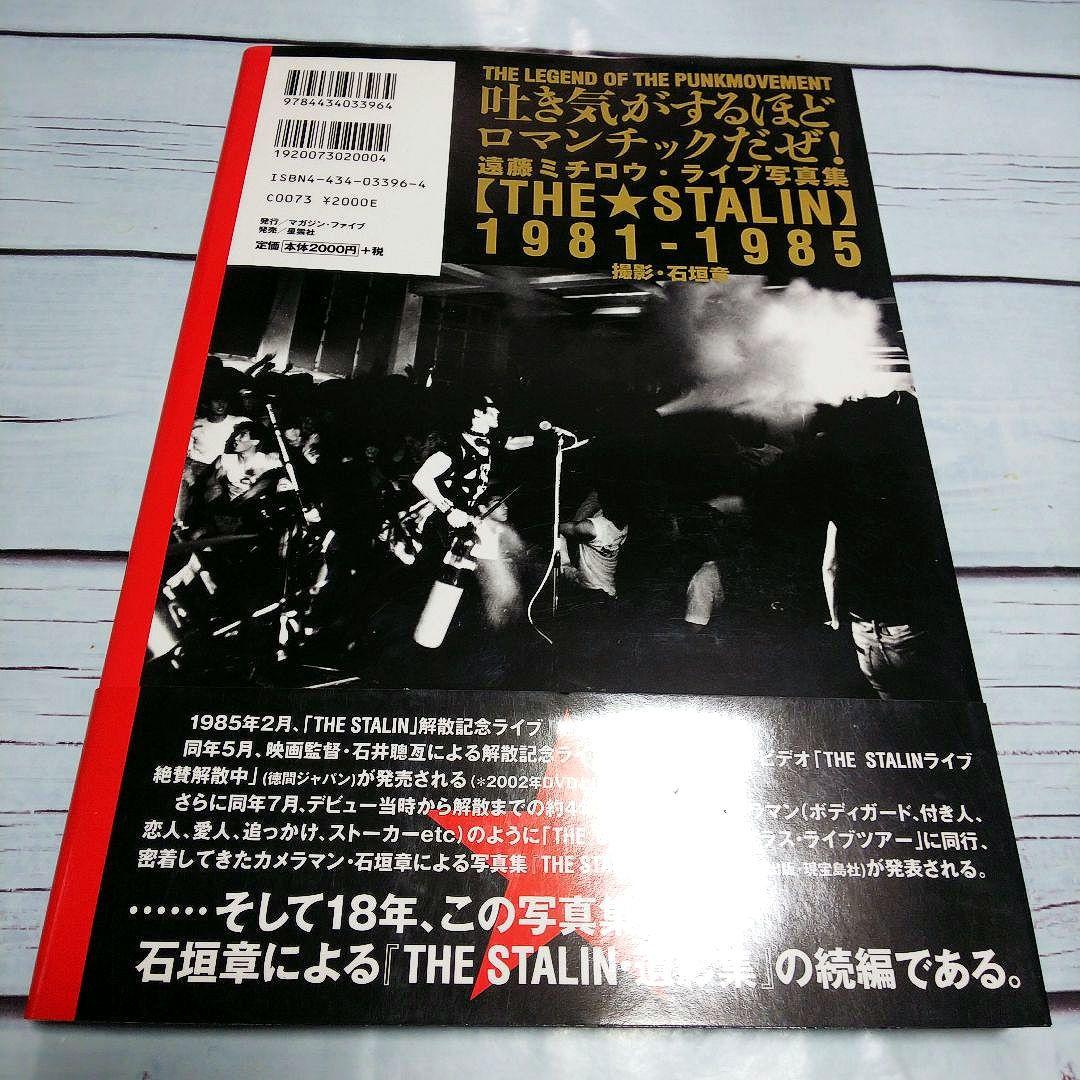 9784434033964
1920073020004
ISBN4-434-03396-4
C0073 ¥2000E
発行／マガジン・ファイブ
発売／星雲社
定価 本体2000円 +税
THE LEGEND OF THE PUNKMOVEMENT
吐き気がするほど
ロマンチックだぜ!
遠藤ミチロウ・ライブ写真集
【THE★STALIN】
1981-1985
撮影・石垣章
1985年2月、「THE STALIN」解散記念ライブ
同年5月、映画監督・石井聰亙による解散記念ライ ビデオ「THE STALINライブ
絶賛解散中」(徳間ジャパン)が発売される(*2002年DVD
さらに同年7月、デビュー当時から解散までの約4 マン(ボディガード、付き人、
恋人、愛人、追っかけ、ストーカーetc)のように「THE ス・ライブツアー」に同行、
密着してきたカメラマン・石垣章による写真集『THE 出版・現宝島社)が発表される。
……そして18年、この写真
石垣章による『THE STALIN・ 集』の続編である。